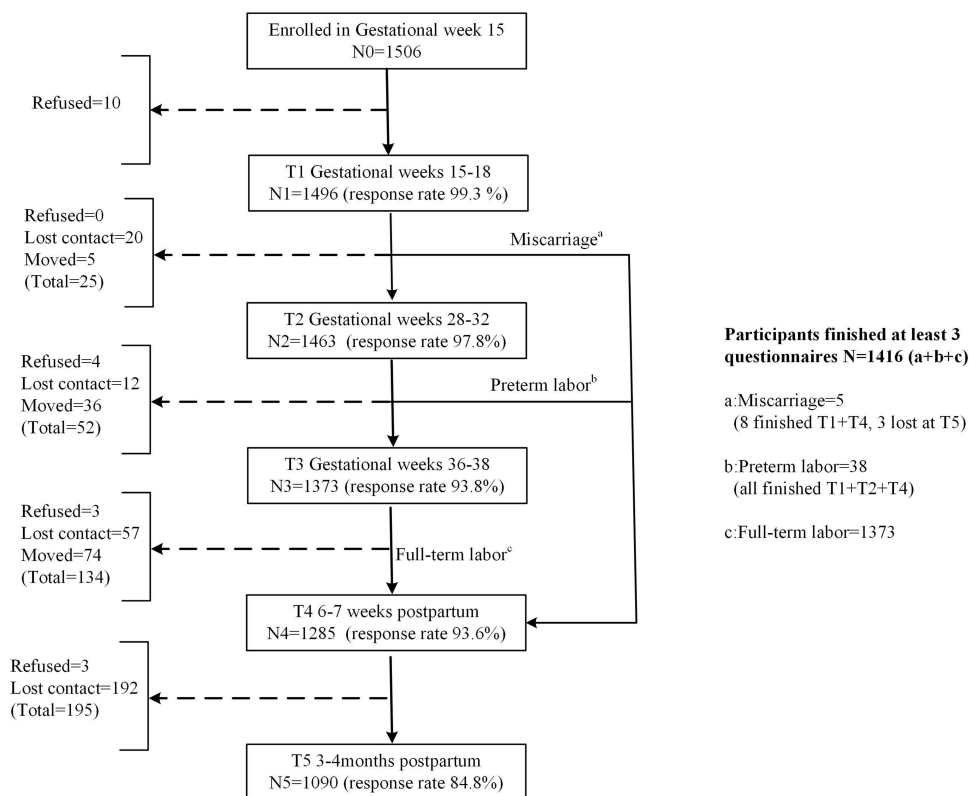 Enrolled in Gestational week 15
N0=1506
Refused=10
T1 Gestational weeks 15-18
N1=1496 (response rate 99.3 %)
Refused=0
Lost contact=20
Moved=5
(Total=25)
Miscarriageᵃ
T2 Gestational weeks 28-32
N2=1463 (response rate 97.8%)
Refused=4
Lost contact=12
Moved=36
(Total=52)
Preterm laborᵇ
T3 Gestational weeks 36-38
N3=1373 (response rate 93.8%)
Refused=3
Lost contact=57
Moved=74
(Total=134)
Full-term laborᶜ
T4 6-7 weeks postpartum
N4=1285 (response rate 93.6%)
Refused=3
Lost contact=192
(Total=195)
T5 3-4months postpartum
N5=1090 (response rate 84.8%)
Participants finished at least 3
questionnaires N=1416 (a+b+c)
a:Miscarriage=5
(8 finished T1+T4, 3 lost at T5)
b:Preterm labor=38
(all finished T1+T2+T4)
c:Full-term labor=1373